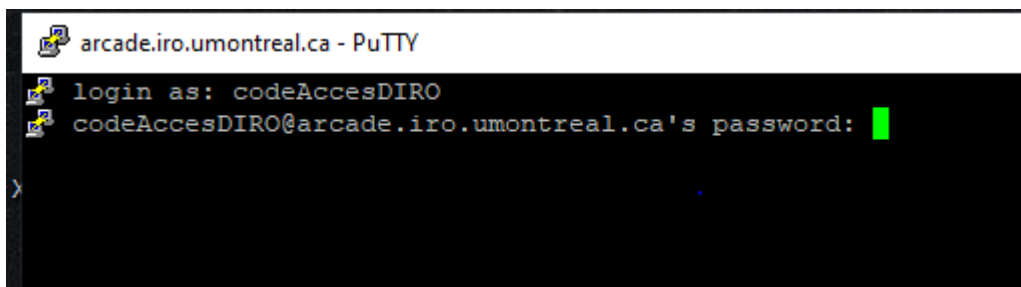 arcade.iro.umontreal.ca - PuTTY
login as: codeAccesDIRO
codeAccesDIRO@arcade.iro.umontreal.ca's password: